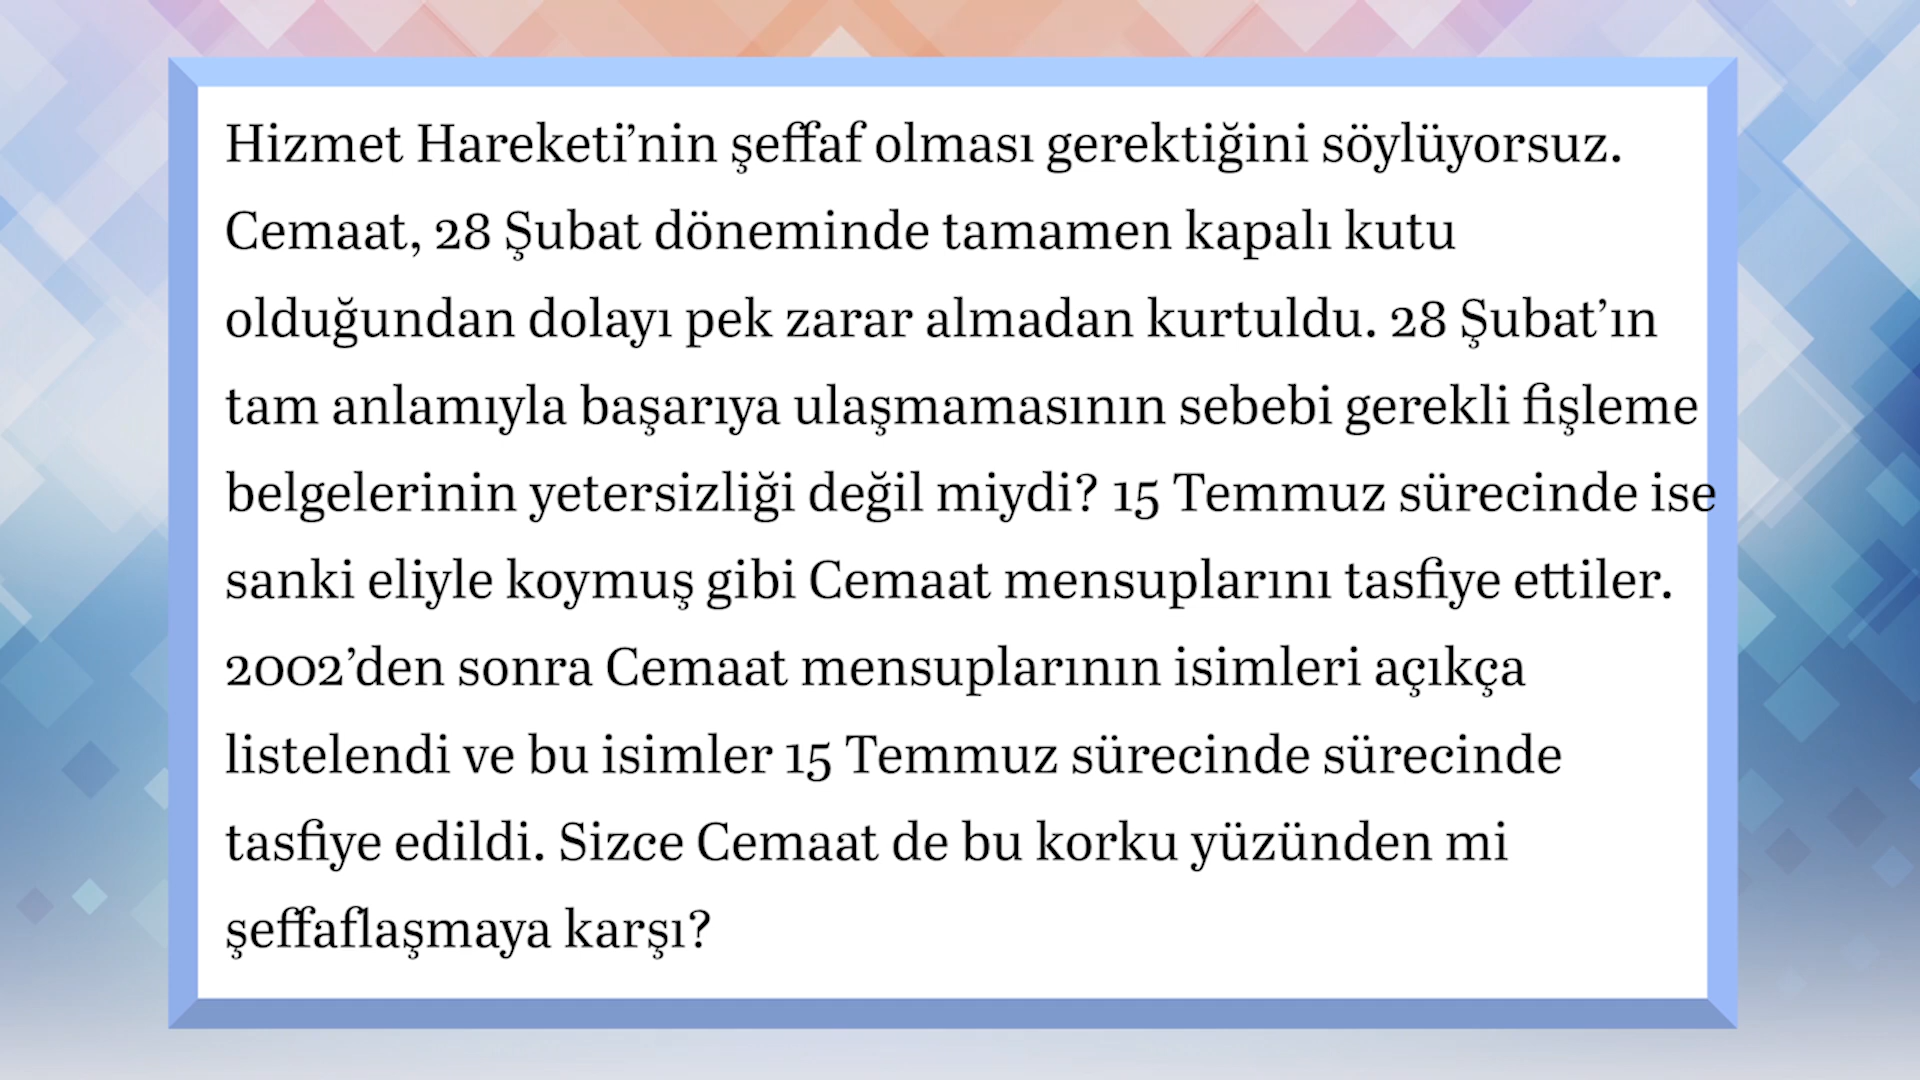 Hizmet Hareketi’nin şeffaf olması gerektiğini söylüyorsuz.
Cemaat, 28 Şubat döneminde tamamen kapalı kutu
olduğundan dolayı pek zarar almadan kurtuldu. 28 Şubat’ın
tam anlamıyla başarıya ulaşmamasının sebebi gerekli fişleme
belgelerinin yetersizliği değil miydi? 15 Temmuz sürecinde ise
sanki eliyle koymuş gibi Cemaat mensuplarını tasfiye ettiler.
2002’den sonra Cemaat mensuplarının isimleri açıkça
listelendi ve bu isimler 15 Temmuz sürecinde sürecinde
tasfiye edildi. Sizce Cemaat de bu korku yüzünden mi
şeffaflaşmaya karşı?